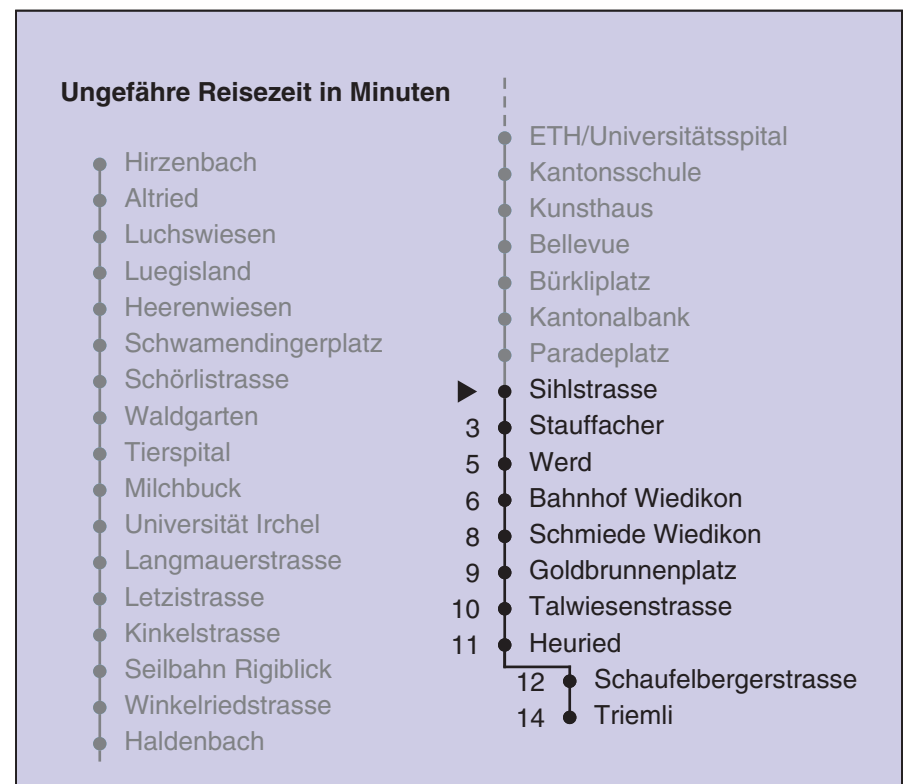 Ungefähre Reisezeit in Minuten
Hirzenbach
Altried
Luchswiesen
Luegisland
Heerenwiesen
Schwamendingerplatz
Schörlistrasse
Waldgarten
Tierspital
Milchbuck
Universität Irchel
Langmauerstrasse
Letzistrasse
Kinkelstrasse
Seilbahn Rigiblick
Winkelriedstrasse
Haldenbach
ETH/Universitätsspital
Kantonsschule
Kunsthaus
Bellevue
Bürkliplatz
Kantonalbank
Paradeplatz
Sihlstrasse
3 Stauffacher
5 Werd
6 Bahnhof Wiedikon
8 Schmiede Wiedikon
9 Goldbrunnenplatz
10 Talwiesenstrasse
11 Heuried
12 Schaufelbergerstrasse
14 Triemli